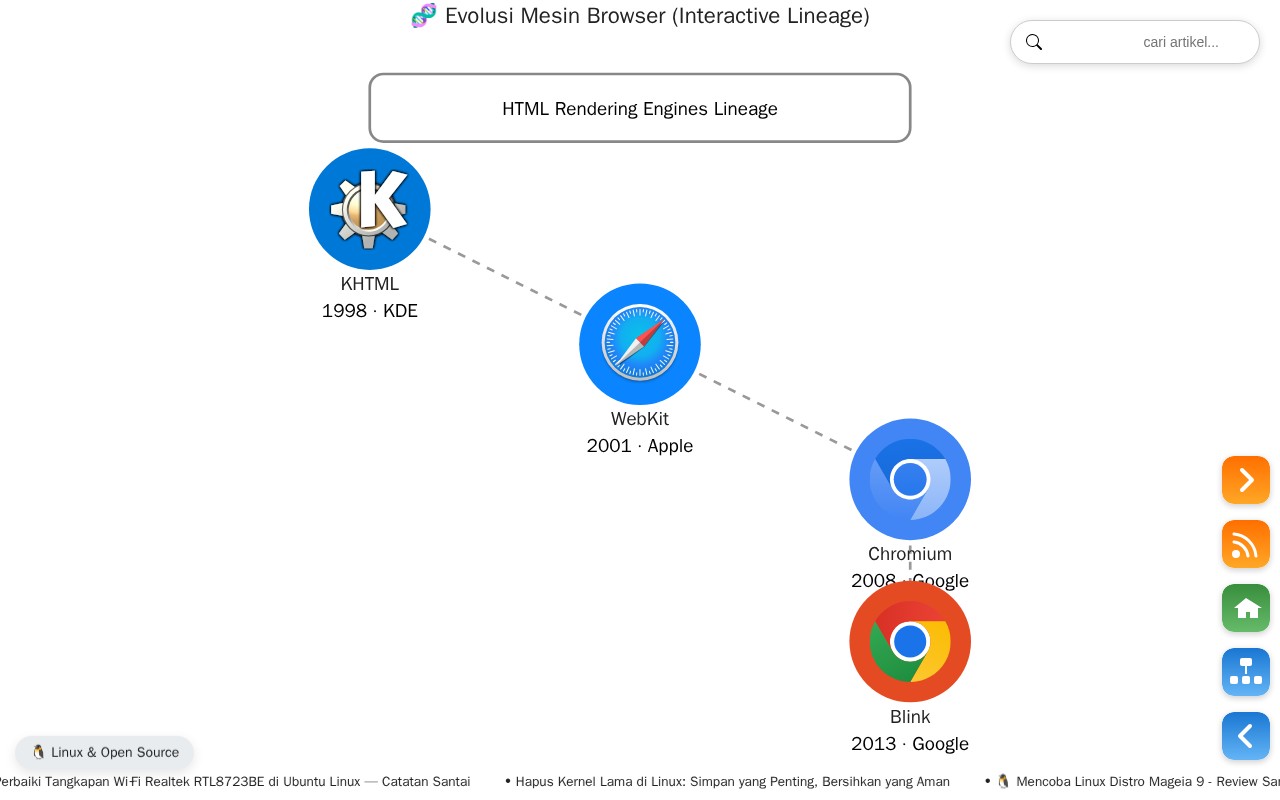 🧬 Evolusi Mesin Browser (Interactive Lineage)
cari artikel...
HTML Rendering Engines Lineage
KHTML
1998 · KDE
WebKit
2001 · Apple
Chromium
2008 · Google
Blink
2013 · Google
🐧 Linux & Open Source
erbaiki Tangkapan Wi-Fi Realtek RTL8723BE di Ubuntu Linux — Catatan Santai • Hapus Kernel Lama di Linux: Simpan yang Penting, Bersihkan yang Aman • 🐧 Mencoba Linux Distro Mageia 9 - Review Sa